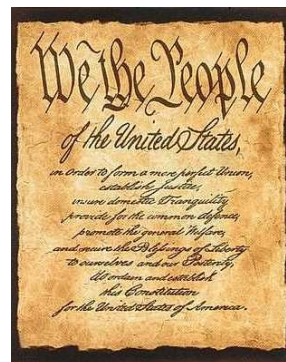 We the People
of the United States,
in Order to form a more perfect Union,
establish Justice,
insure domestic Tranquility,
provide for the common defence,
promote the general Welfare,
and secure the Blessings of Liberty
to ourselves and our Posterity,
do ordain and establish
this Constitution
for the United States of America.